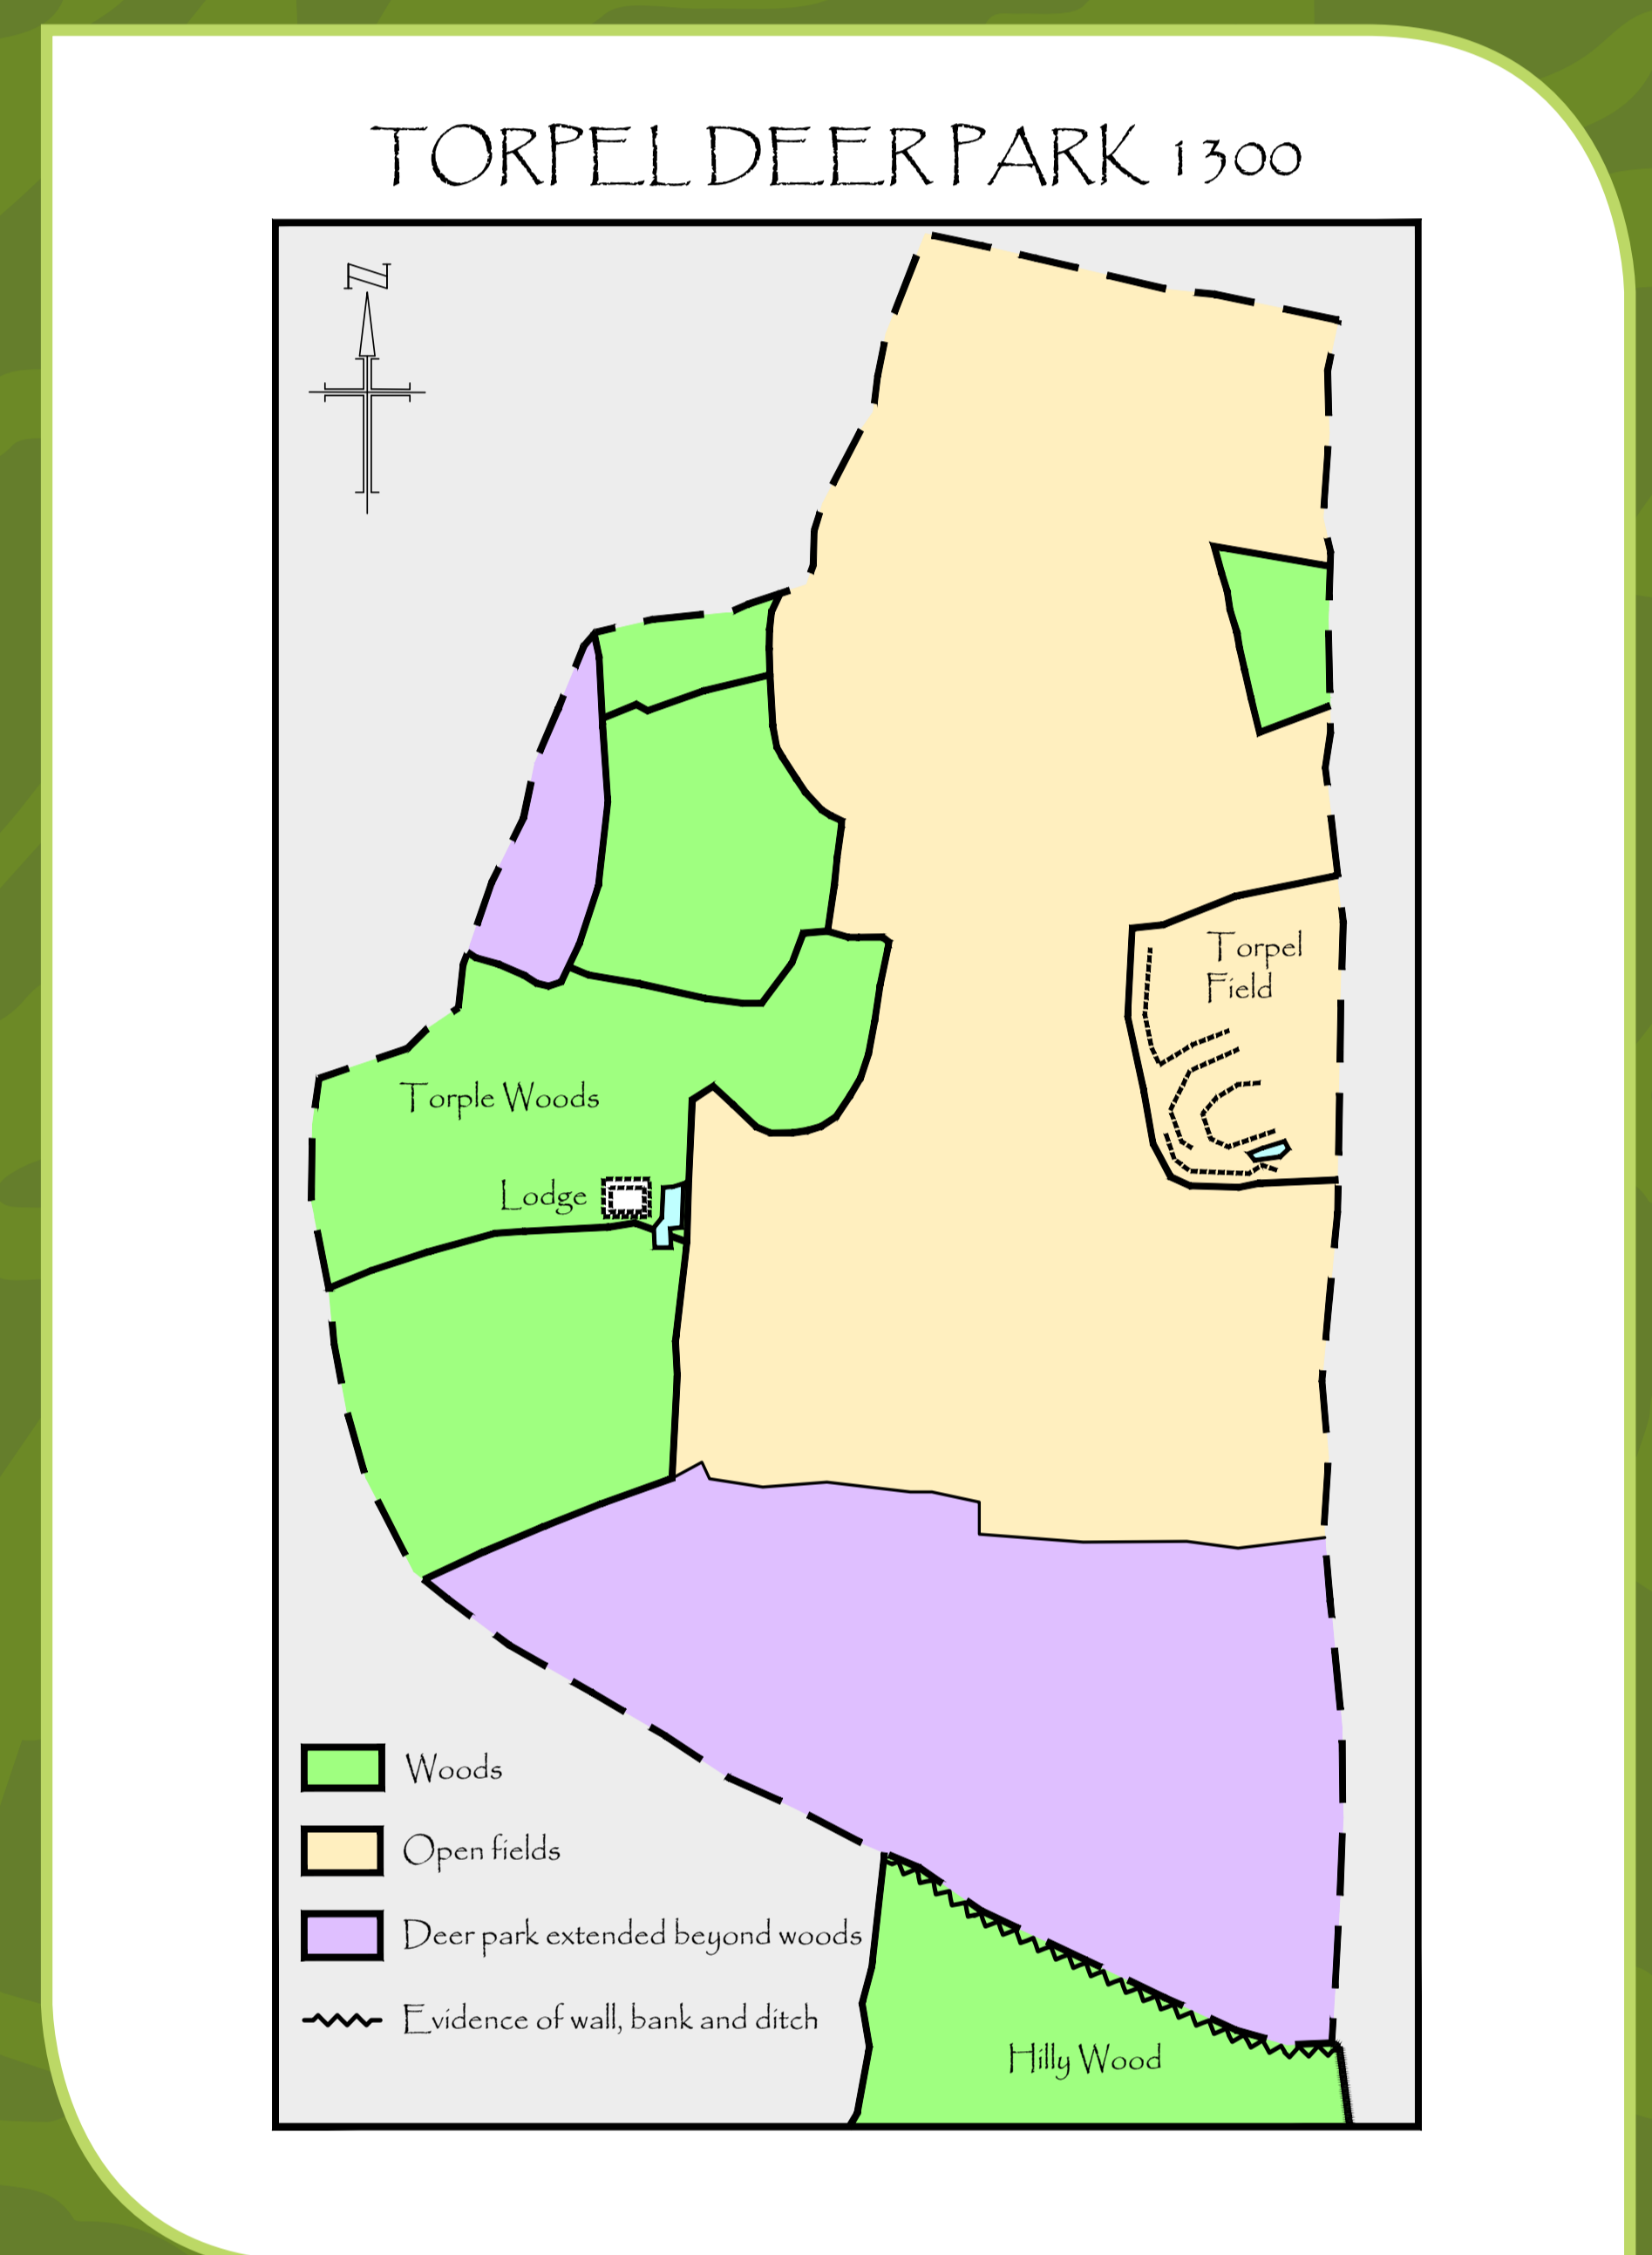 TORPEL DEER PARK 1300
N
Torpel
Field
Torple Woods
Lodge
Woods
Open fields
Deer park extended beyond woods
Evidence of wall, bank and ditch
Hilly Wood